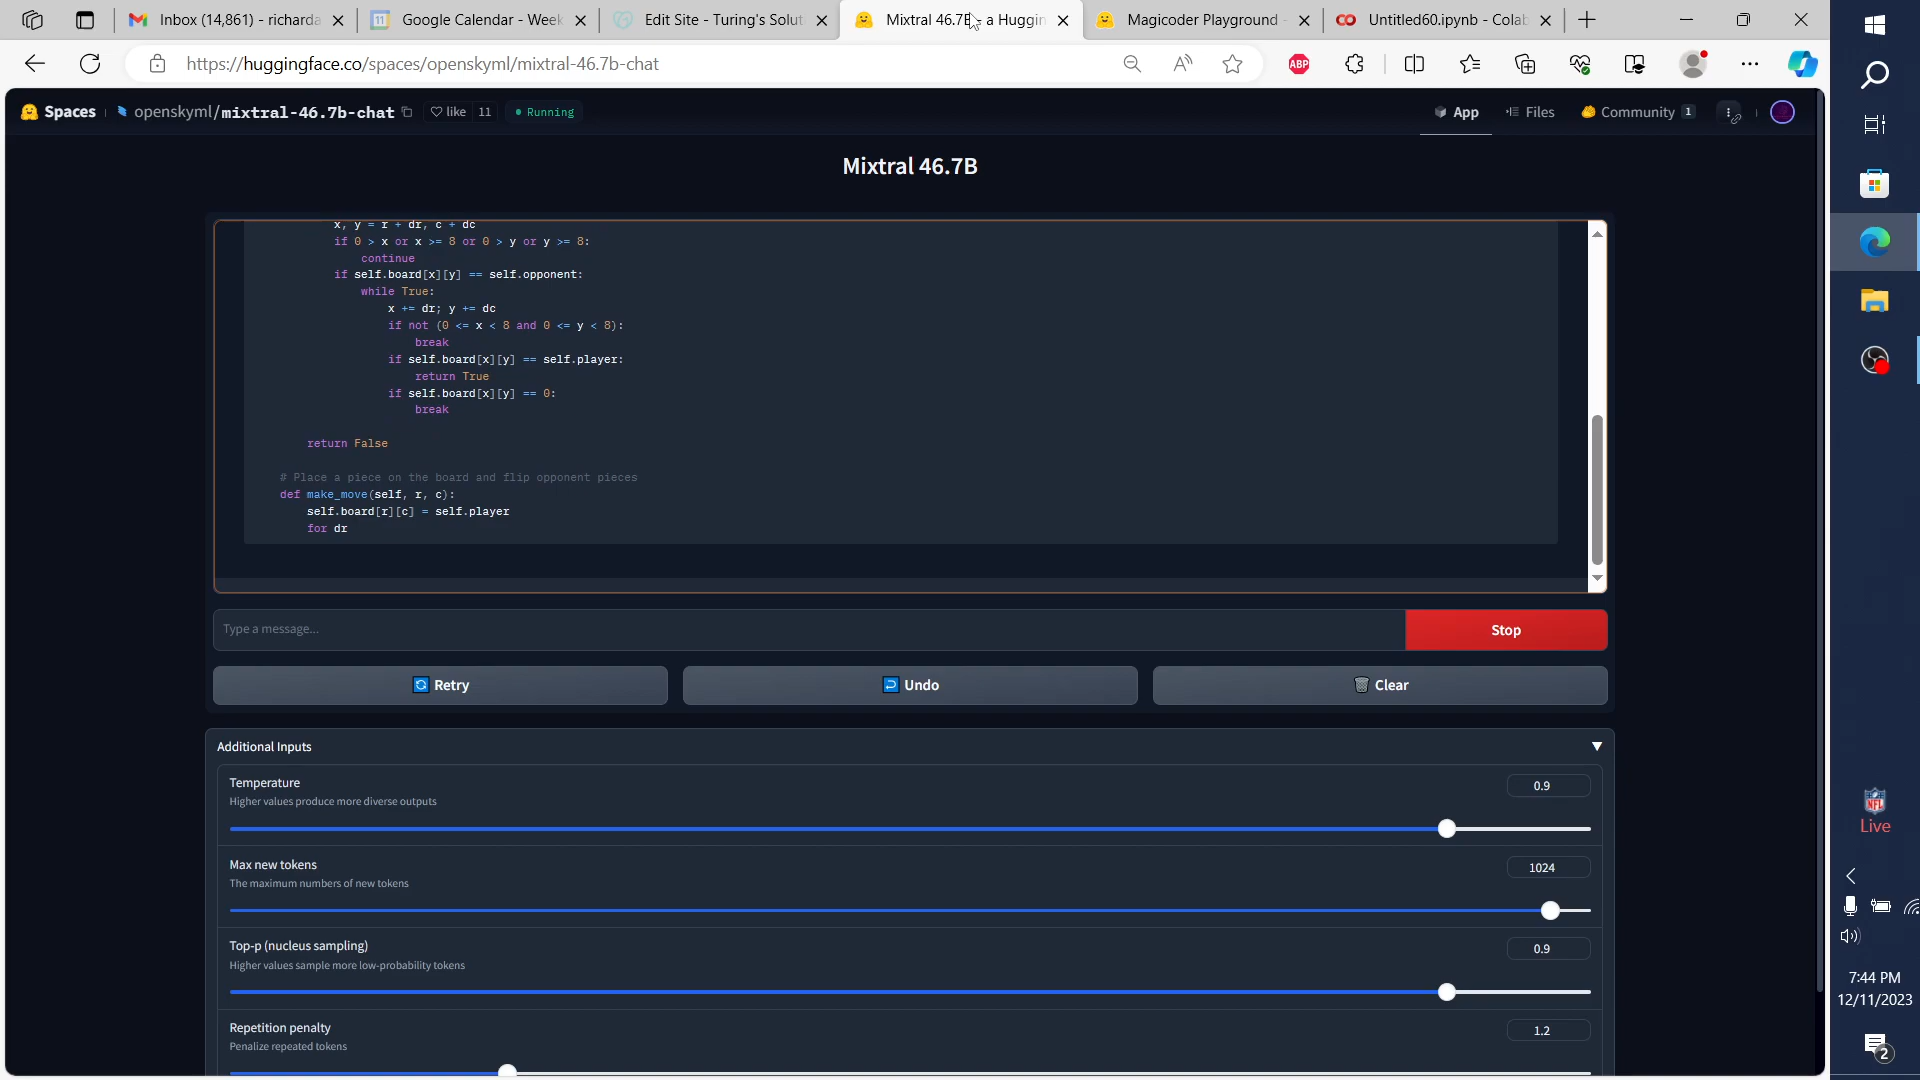 Inbox (14,861) - richarda
Google Calendar - Week
Edit Site - Turing's Solut
Mixtral 46.7B - a Huggin
Magicoder Playground -
Untitled60.ipynb - Colab
https://huggingface.co/spaces/openskyml/mixtral-46.7b-chat
ABP
Spaces
openskyml/mixtral-46.7b-chat
like 11
Running
App
Files
Community 1
Mixtral 46.7B
x, y = r + dr, c + dc
if 0 > x or x >= 8 or 0 > y or y >= 8:
continue
if self.board[x][y] == self.opponent:
while True:
x += dr; y += dc
if not (0 <= x < 8 and 0 <= y < 8):
break
if self.board[x][y] == self.player:
return True
if self.board[x][y] == 0:
break
return False
# Place a piece on the board and flip opponent pieces
def make_move(self, r, c):
self.board[r][c] = self.player
for dr
Type a message...
Stop
Retry
Undo
Clear
Additional Inputs
Temperature
0.9
Higher values produce more diverse outputs
Max new tokens
1024
The maximum numbers of new tokens
Top-p (nucleus sampling)
0.9
Higher values sample more low-probability tokens
Repetition penalty
1.2
Penalize repeated tokens
NFL
Live
7:44 PM
12/11/2023
2